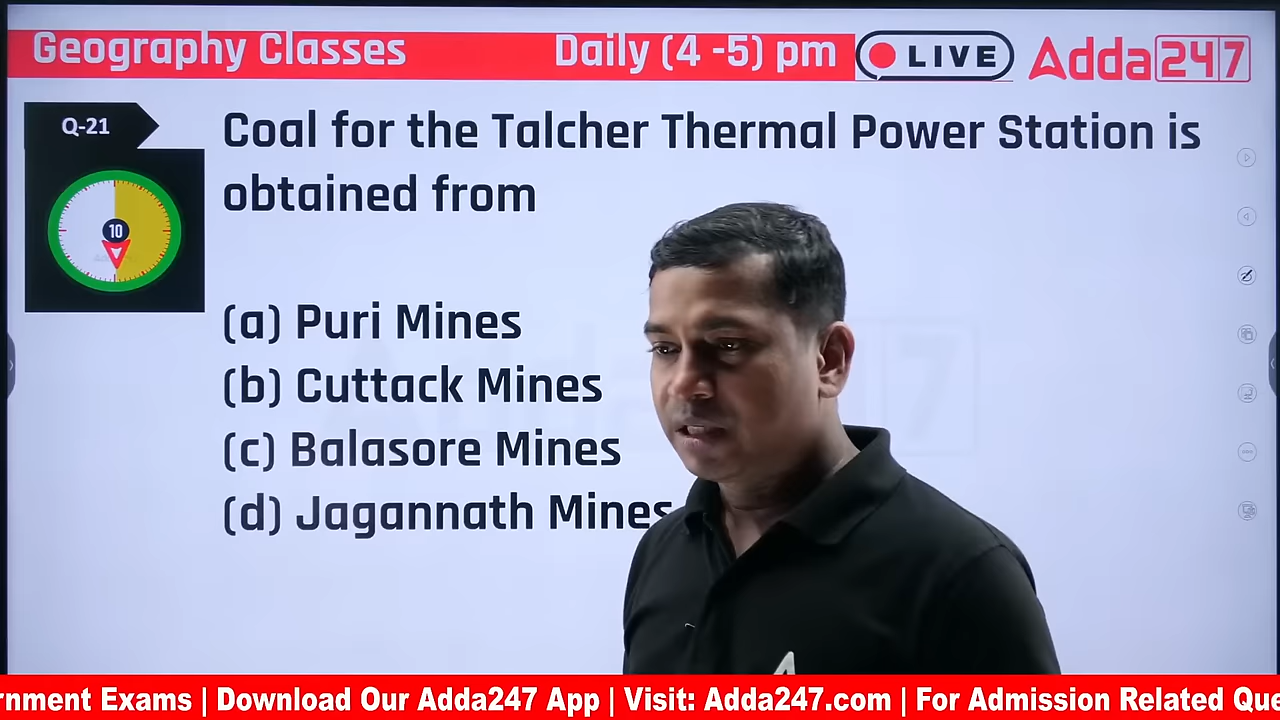 Geography Classes
Daily (4 -5) pm
LIVE
Adda247
Q-21
10
Coal for the Talcher Thermal Power Station is
obtained from
(a) Puri Mines
(b) Cuttack Mines
(c) Balasore Mines
(d) Jagannath Mines
rnment Exams | Download Our Adda247 App | Visit: Adda247.com | For Admission Related Que